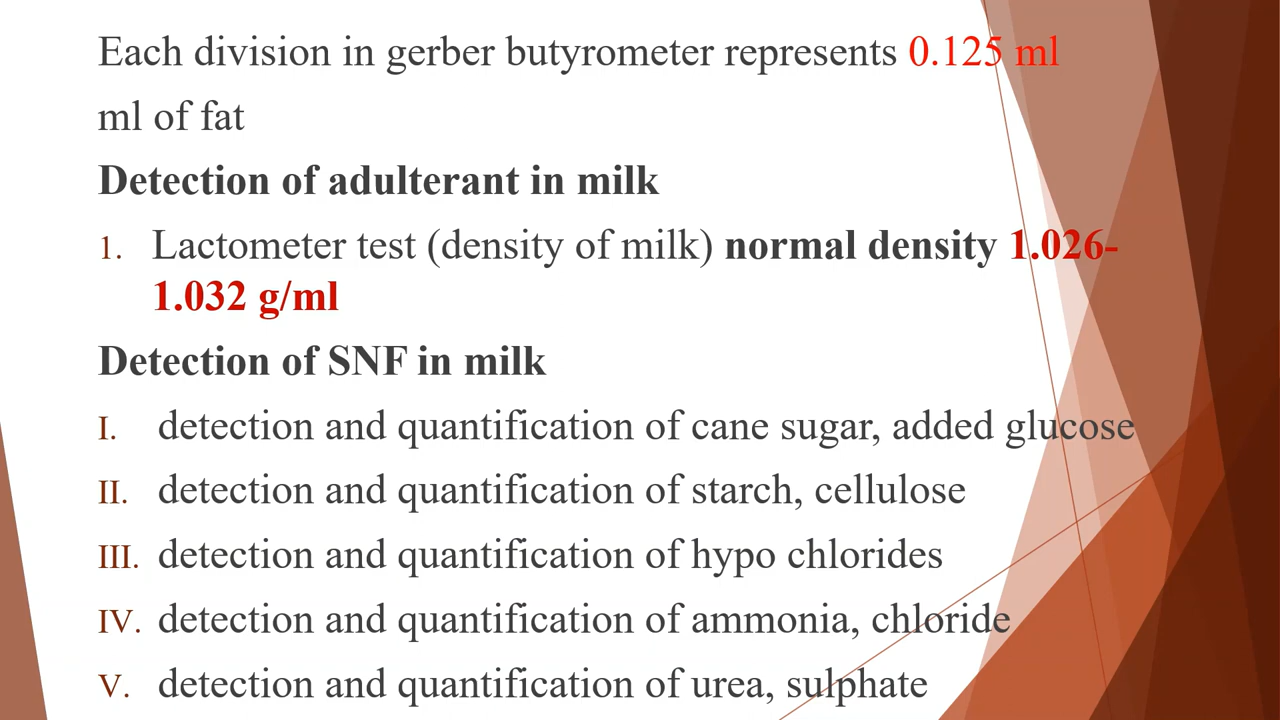 Each division in gerber butyrometer represents 0.125 ml
ml of fat
Detection of adulterant in milk
1. Lactometer test (density of milk) normal density 1.026-
1.032 g/ml
Detection of SNF in milk
I. detection and quantification of cane sugar, added glucose
II. detection and quantification of starch, cellulose
III. detection and quantification of hypo chlorides
IV. detection and quantification of ammonia, chloride
V. detection and quantification of urea, sulphate